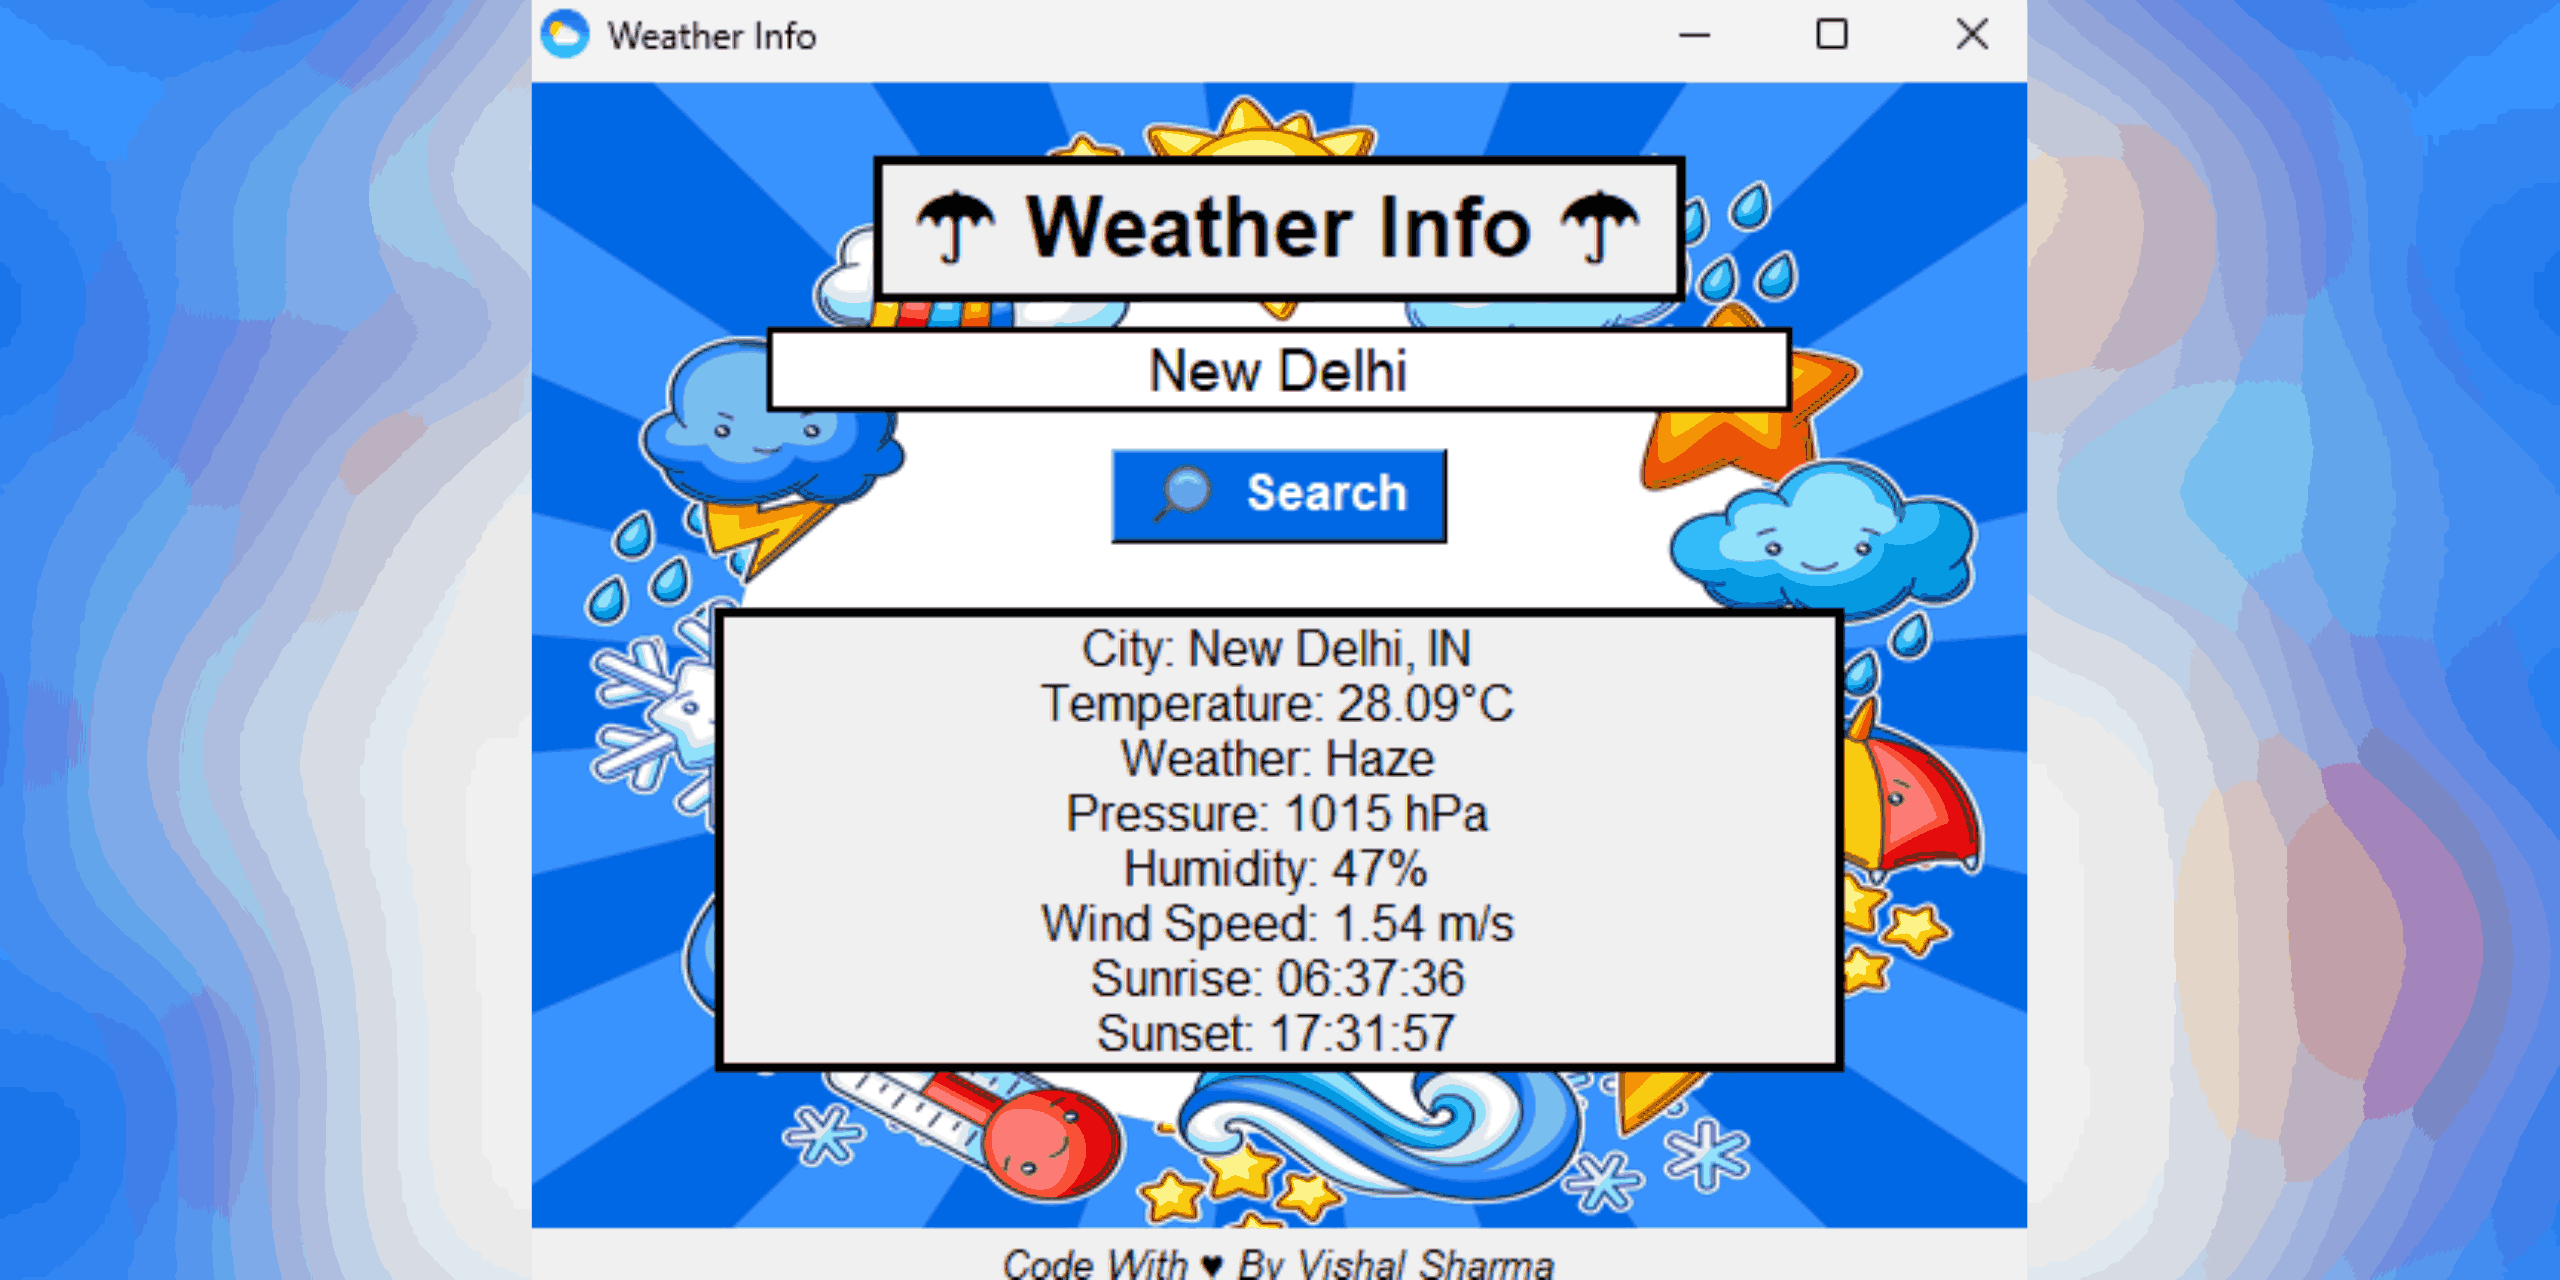 Weather Info
☂ Weather Info ☂
New Delhi
Search
City: New Delhi, IN
Temperature: 28.09°C
Weather: Haze
Pressure: 1015 hPa
Humidity: 47%
Wind Speed: 1.54 m/s
Sunrise: 06:37:36
Sunset: 17:31:57
Code With ♥ By Vishal Sharma